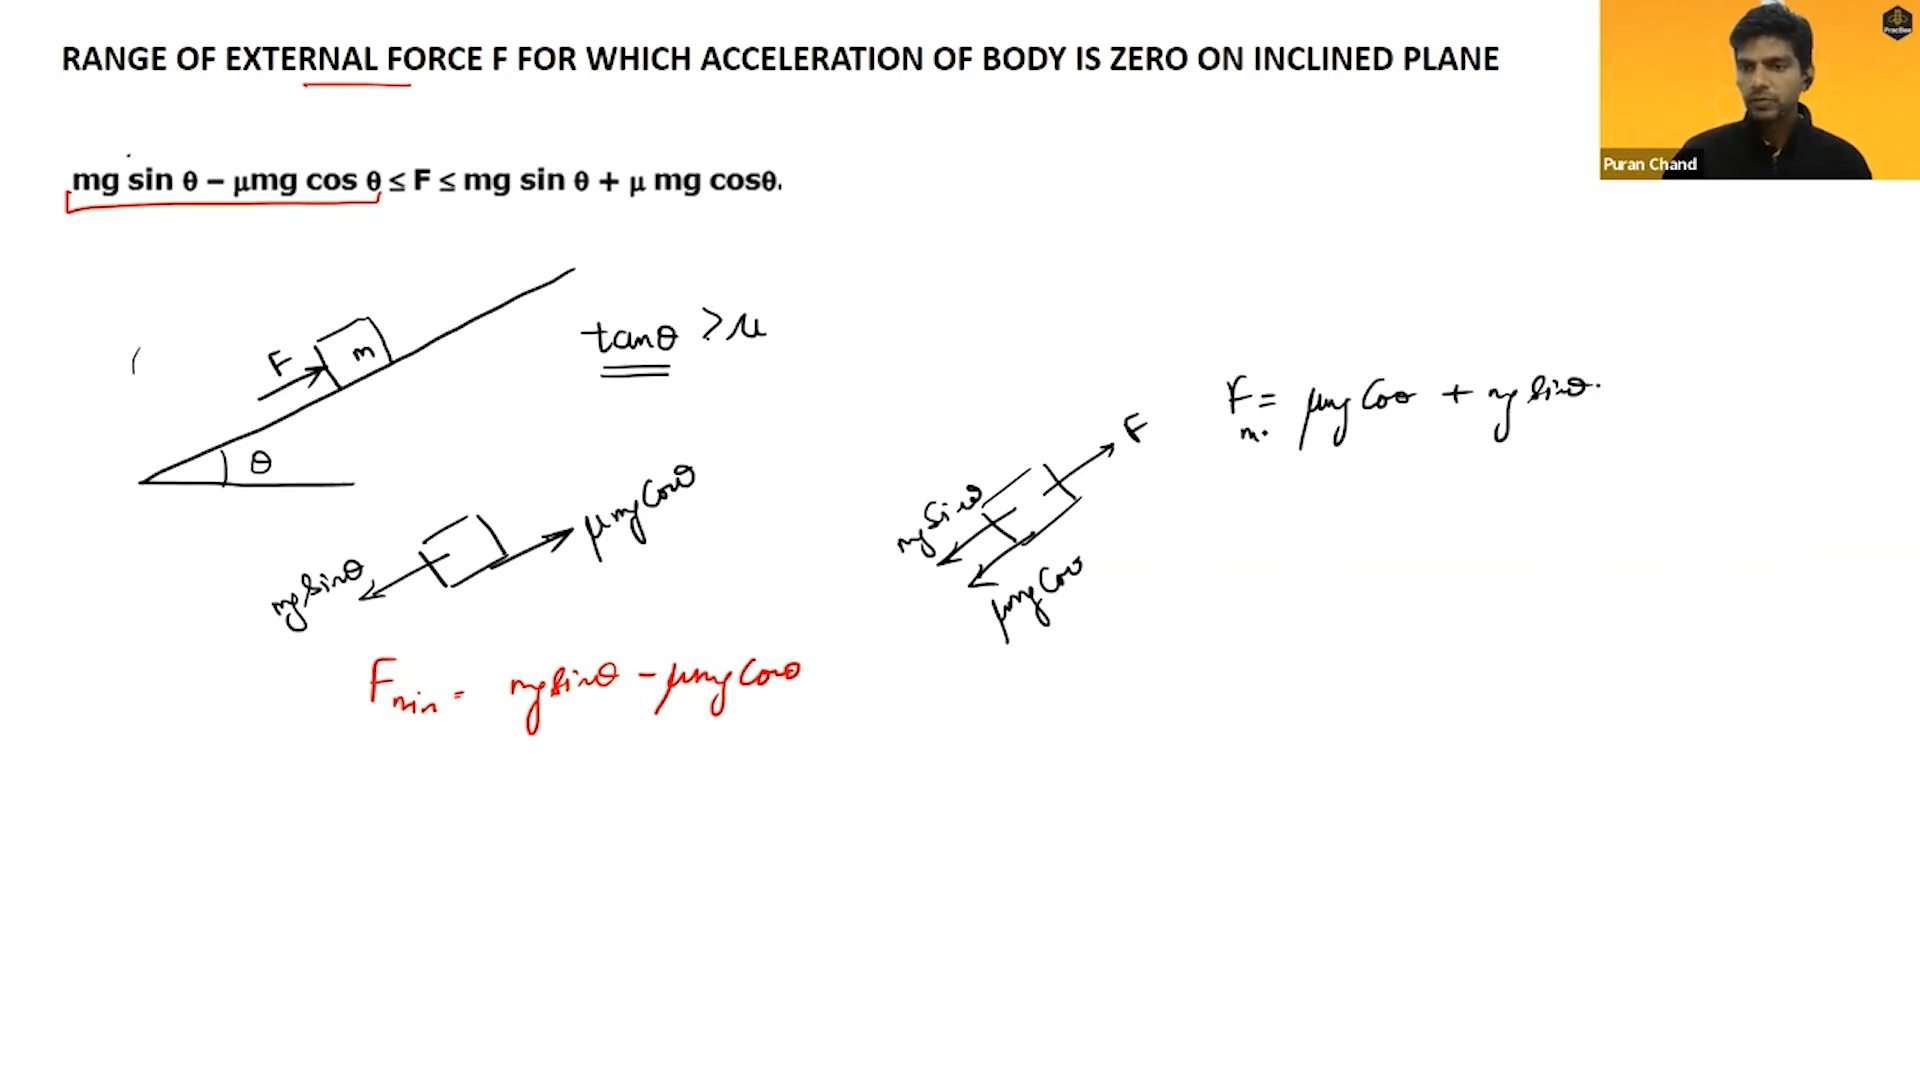 RANGE OF EXTERNAL FORCE F FOR WHICH ACCELERATION OF BODY IS ZERO ON INCLINED PLANE
PracBee
Puran Chand
mg sin θ – μmg cos θ ≤ F ≤ mg sin θ + μ mg cosθ.
F
m
tanθ > μ
θ
mg sinθ
μmg Cosθ
F min = mg sinθ – μmg Cosθ
F
mg Sinθ
μmg Cosθ
F m. = μmg Cosθ + mg sinθ.